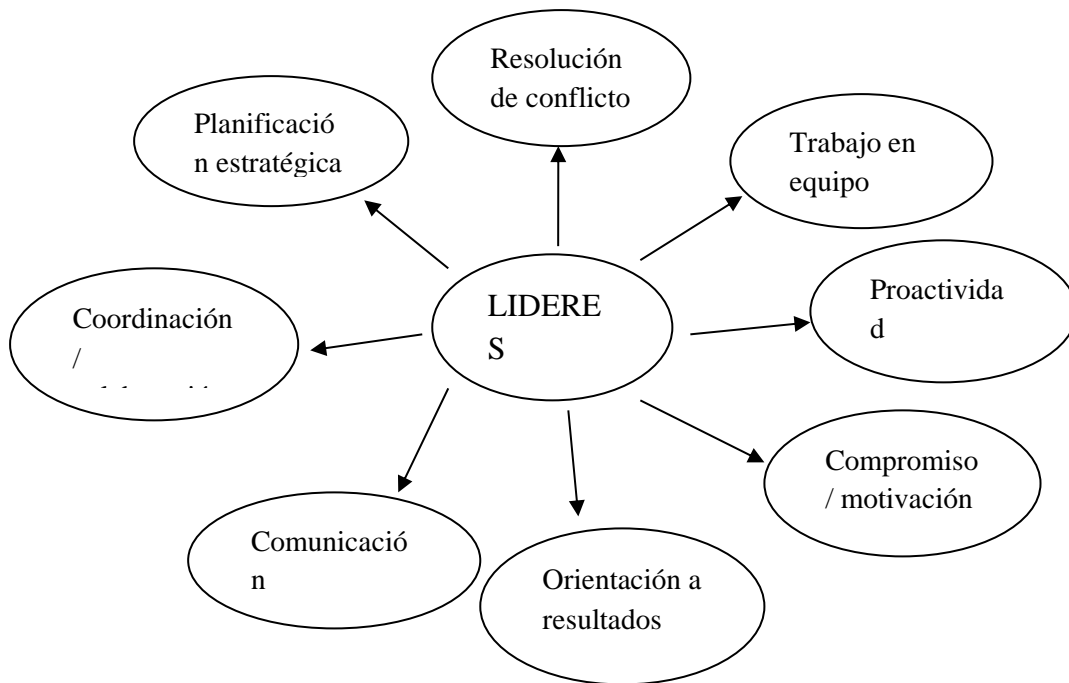 Resolución
de conflicto
Planificació
n estratégica
Trabajo en
equipo
Coordinación
/
LIDERE
S
Proactivida
d
Compromiso
/ motivación
Comunicació
n
Orientación a
resultados